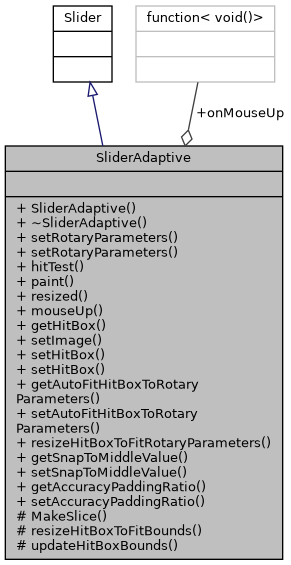 Slider
function< void()>
+onMouseUp
SliderAdaptive
+ SliderAdaptive()
+ ~SliderAdaptive()
+ setRotaryParameters()
+ setRotaryParameters()
+ hitTest()
+ paint()
+ resized()
+ mouseUp()
+ getHitBox()
+ setImage()
+ setHitBox()
+ setHitBox()
+ getAutoFitHitBoxToRotary
Parameters()
+ setAutoFitHitBoxToRotary
Parameters()
+ resizeHitBoxToFitRotaryParameters()
+ getSnapToMiddleValue()
+ setSnapToMiddleValue()
+ getAccuracyPaddingRatio()
+ setAccuracyPaddingRatio()
# MakeSlice()
# resizeHitBoxToFitBounds()
# updateHitBoxBounds()